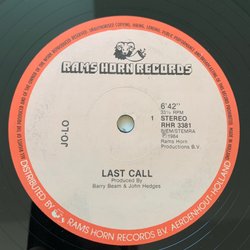 RAMS HORN RECORDS
JO-LO
1
6'42"
33⅓ RPM
STEREO
RHR 3381
BIEM/STEMRA
℗ 1984
Rams Horn
Productions B.V.
LAST CALL
Produced By
Barry Beam & John Hedges
DISTRIBUTED BY RAMS HORN RECORDS BV. AERDENHOUT-HOLLAND